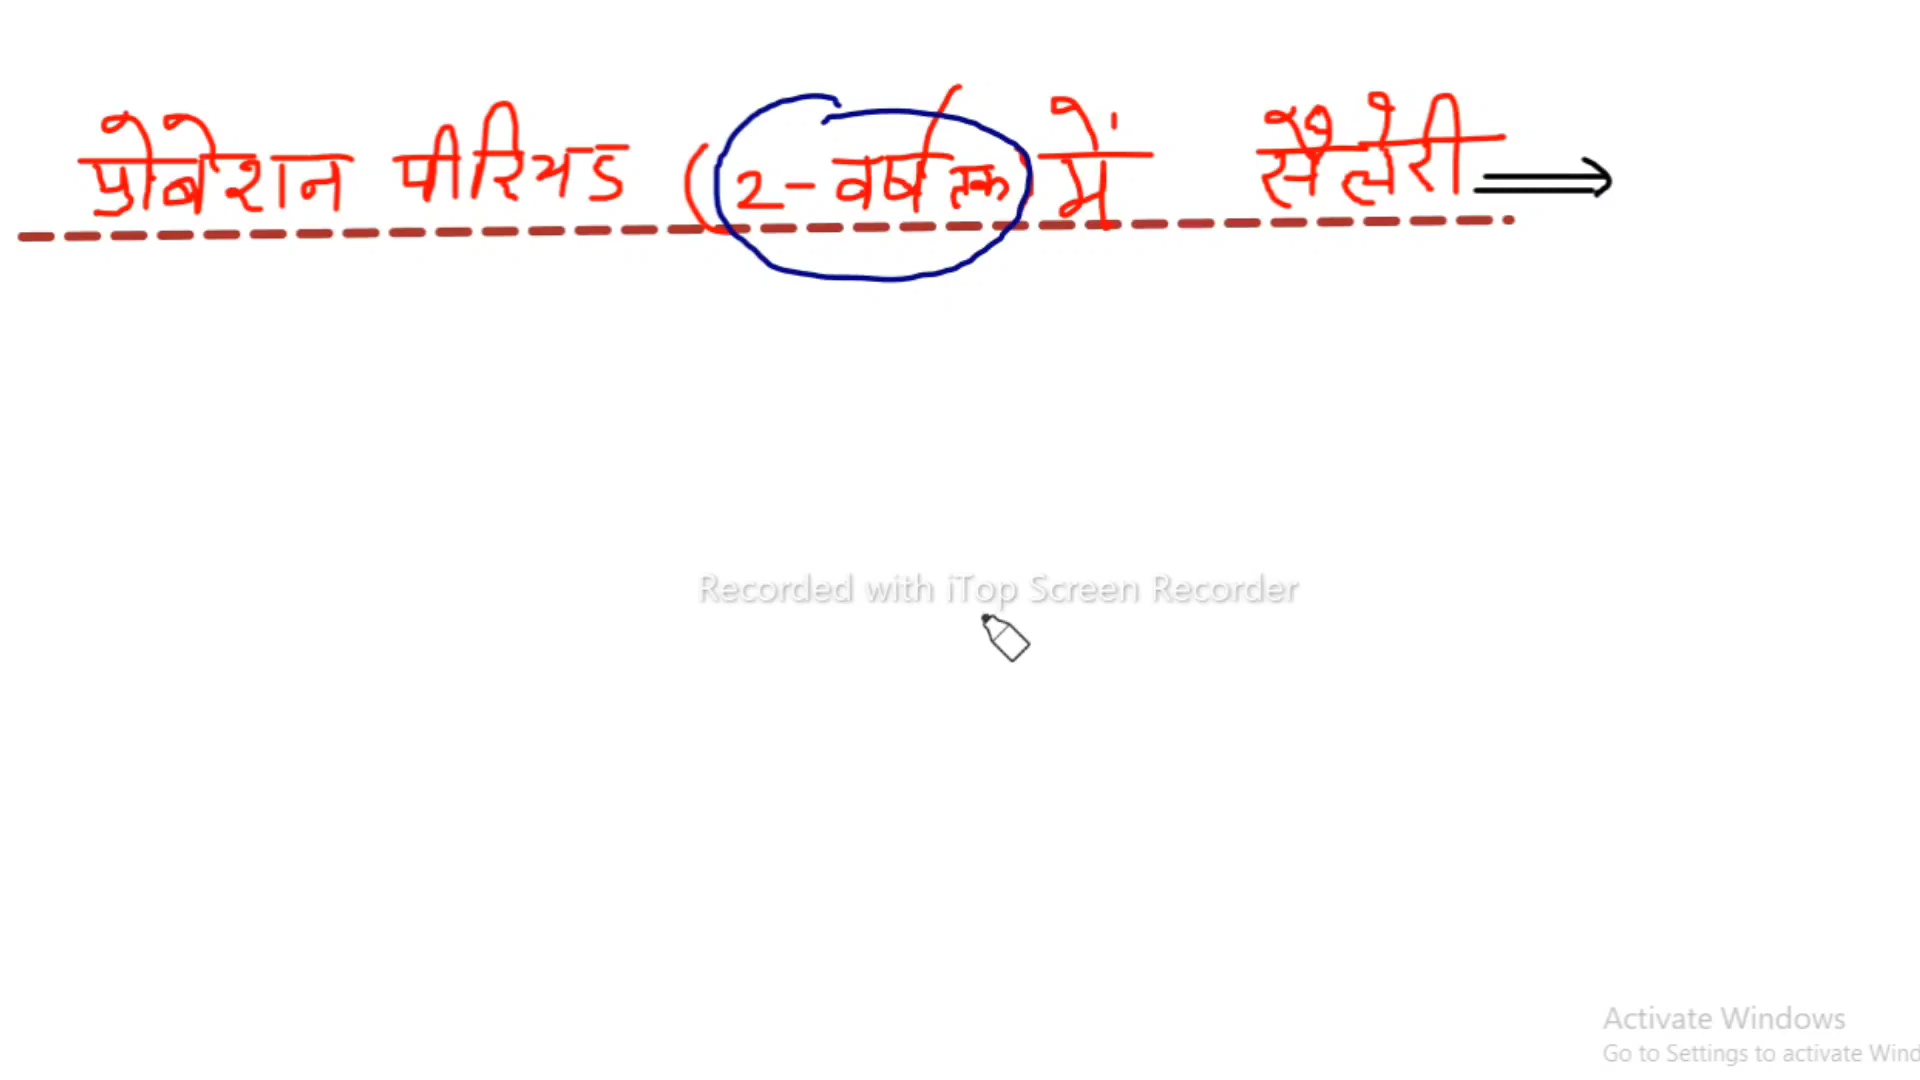 प्रोबेशन पीरियड (2-वर्ष तक) में सैलेरी
Recorded with iTop Screen Recorder
Activate Windows
Go to Settings to activate Wind